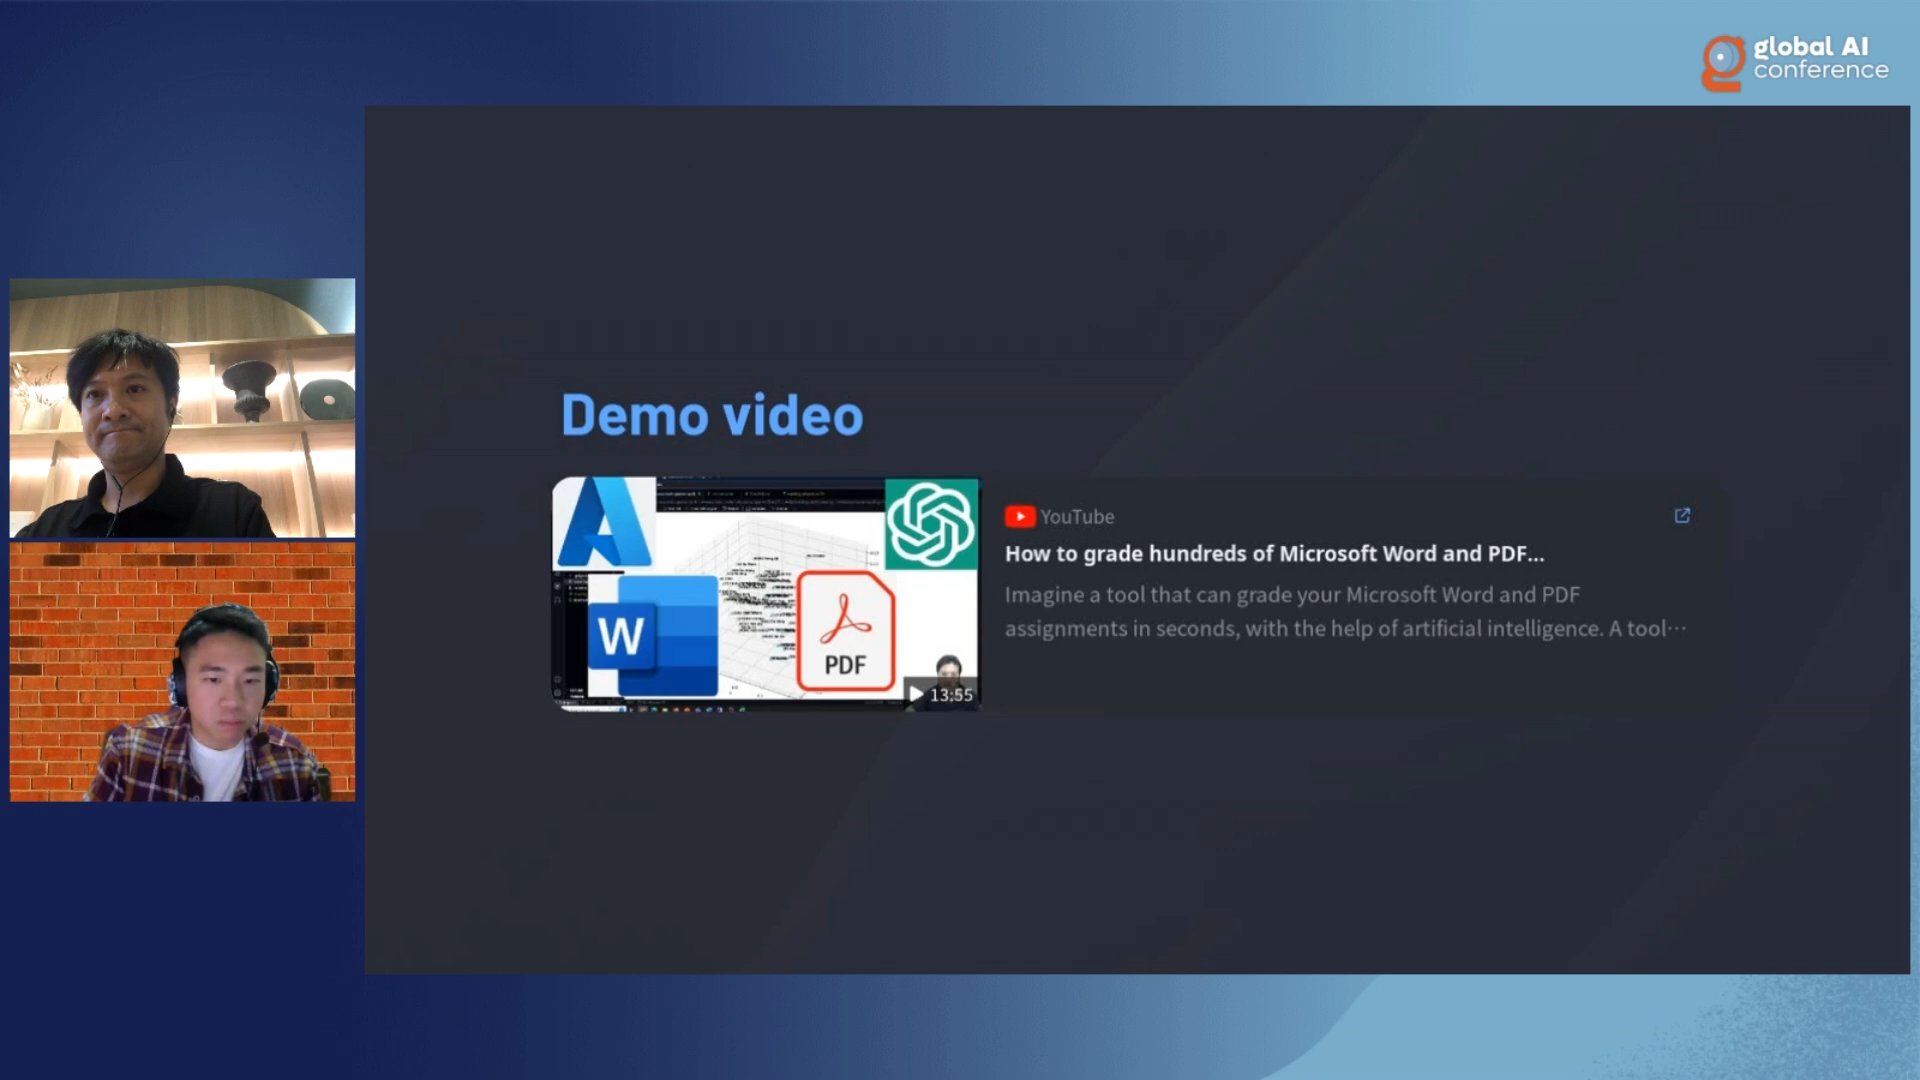 global AI
conference
Demo video
W
PDF
13:55
YouTube
How to grade hundreds of Microsoft Word and PDF...
Imagine a tool that can grade your Microsoft Word and PDF
assignments in seconds, with the help of artificial intelligence. A tool···